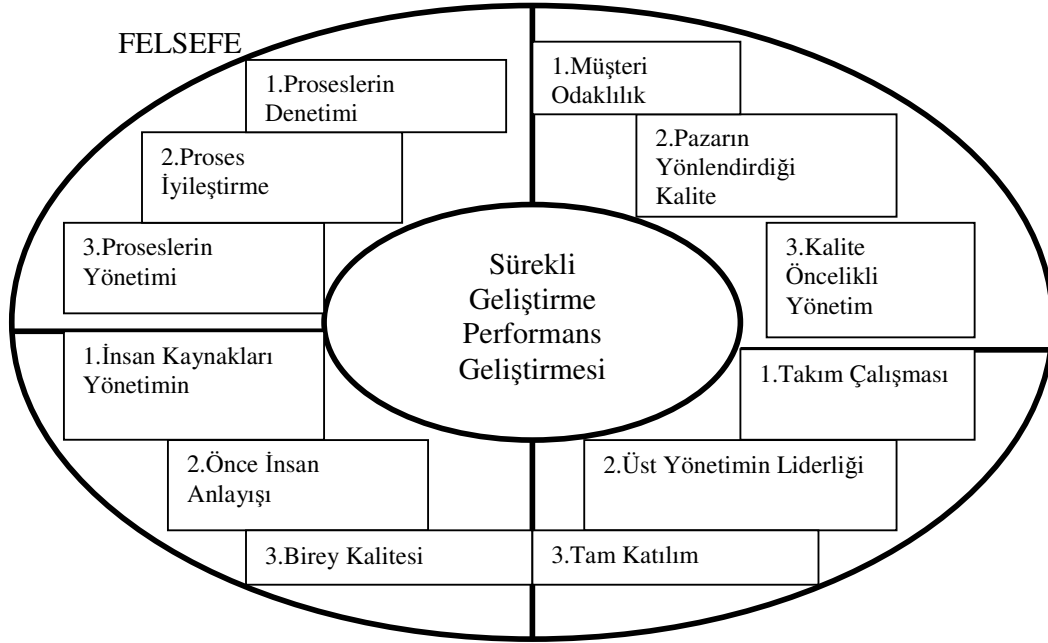 FELSEFE
1.Proseslerin
Denetimi
2.Proses
İyileştirme
3.Proseslerin
Yönetimi
1.Müşteri
Odaklılık
2.Pazarın
Yönlendirdiği
Kalite
3.Kalite
Öncelikli
Yönetim
Sürekli
Geliştirme
Performans
Geliştirmesi
1.İnsan Kaynakları
Yönetimin
2.Önce İnsan
Anlayışı
3.Birey Kalitesi
1.Takım Çalışması
2.Üst Yönetimin Liderliği
3.Tam Katılım